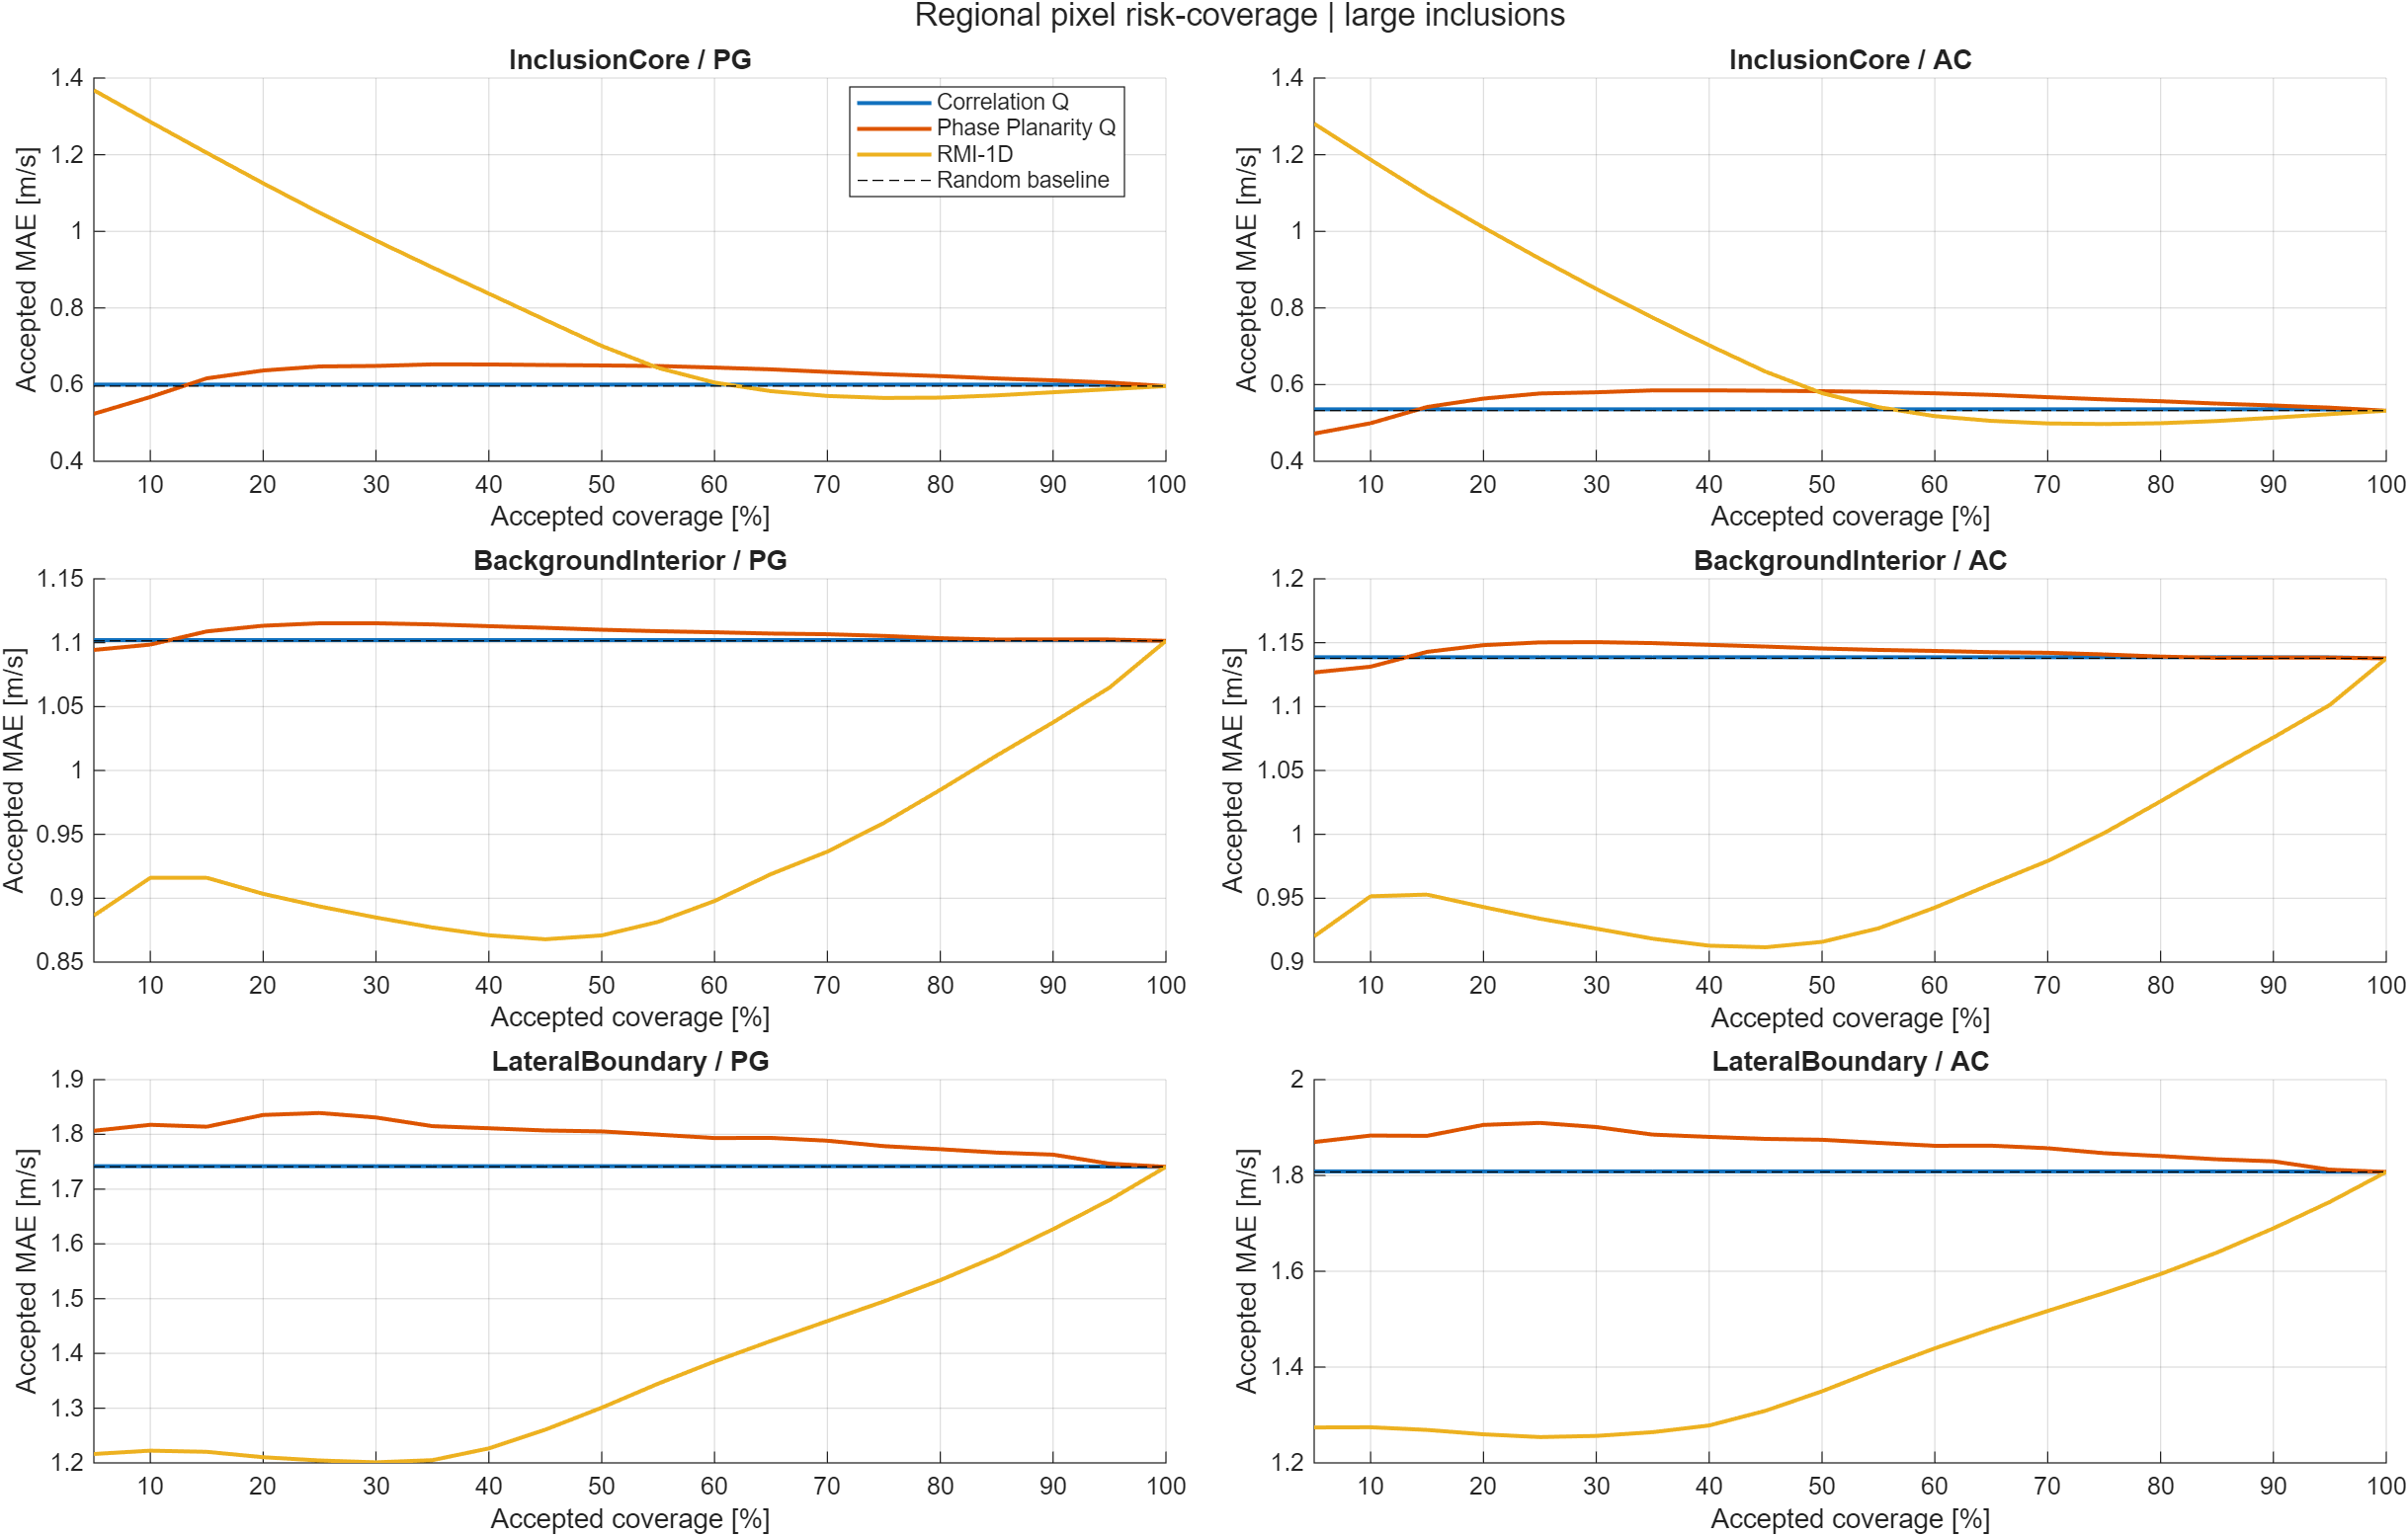 Regional pixel risk-coverage | large inclusions
InclusionCore / PG
Accepted MAE [m/s]
1.4
1.2
1
0.8
0.6
0.4
Correlation Q
Phase Planarity Q
RMI-1D
Random baseline
10 20 30 40 50 60 70 80 90 100
Accepted coverage [%]
InclusionCore / AC
Accepted MAE [m/s]
1.4
1.2
1
0.8
0.6
0.4
10 20 30 40 50 60 70 80 90 100
Accepted coverage [%]
BackgroundInterior / PG
Accepted MAE [m/s]
1.15
1.1
1.05
1
0.95
0.9
0.85
10 20 30 40 50 60 70 80 90 100
Accepted coverage [%]
BackgroundInterior / AC
Accepted MAE [m/s]
1.2
1.15
1.1
1.05
1
0.95
0.9
10 20 30 40 50 60 70 80 90 100
Accepted coverage [%]
LateralBoundary / PG
Accepted MAE [m/s]
1.9
1.8
1.7
1.6
1.5
1.4
1.3
1.2
10 20 30 40 50 60 70 80 90 100
Accepted coverage [%]
LateralBoundary / AC
Accepted MAE [m/s]
2
1.8
1.6
1.4
1.2
10 20 30 40 50 60 70 80 90 100
Accepted coverage [%]